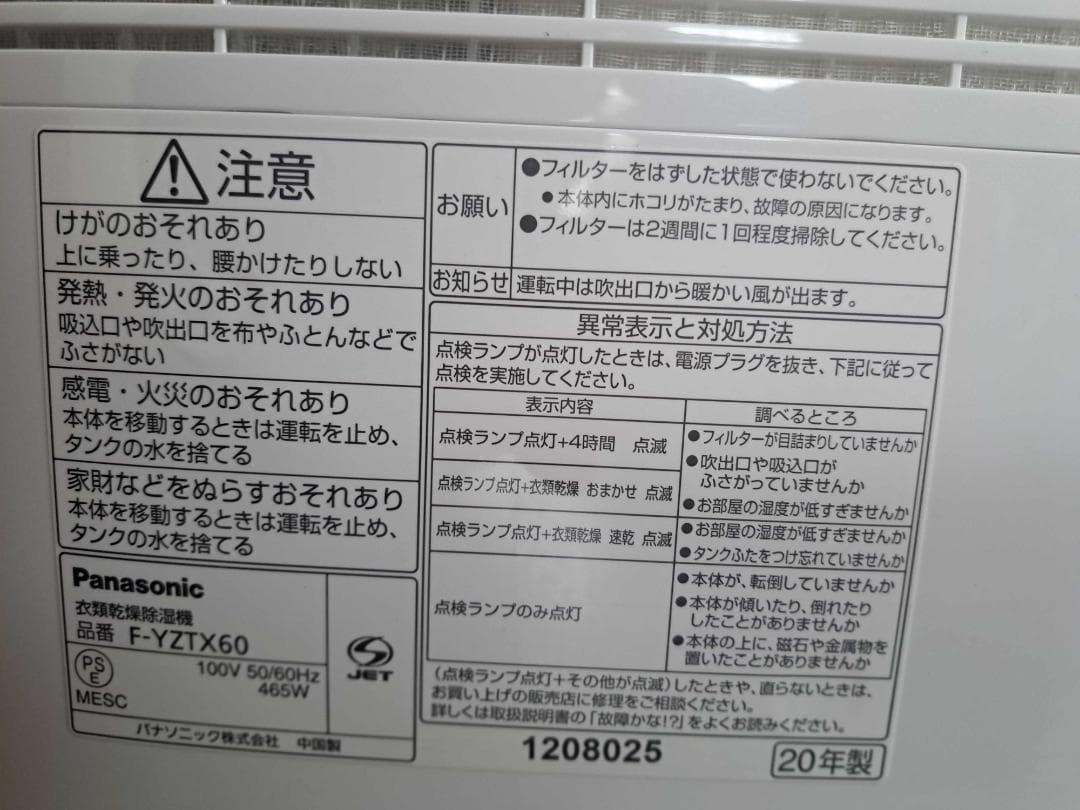 注意
けがのおそれあり
上に乗ったり、腰かけたりしない
発熱・発火のおそれあり
吸込口や吹出口を布やふとんなどで
ふさがない
感電・火災のおそれあり
本体を移動するときは運転を止め、
タンクの水を捨てる
家財などをぬらすおそれあり
本体を移動するときは運転を止め、
タンクの水を捨てる
Panasonic
衣類乾燥除湿機
品番 F-YZTX60
PS
E
MESC
100V 50/60Hz
465W
JET
パナソニック株式会社 中国製
お願い
●フィルターをはずした状態で使わないでください。
●本体内にホコリがたまり、故障の原因になります。
●フィルターは2週間に1回程度掃除してください。
お知らせ 運転中は吹出口から暖かい風が出ます。
異常表示と対処方法
点検ランプが点灯したときは、電源プラグを抜き、下記に従って
点検を実施してください。
表示内容 調べるところ
点検ランプ点灯+4時間 点滅
点検ランプ点灯+衣類乾燥 おまかせ 点滅
●フィルターが目詰まりしていませんか
●吹出口や吸込口が
ふさがっていませんか
●お部屋の湿度が低すぎませんか
点検ランプ点灯+衣類乾燥 速乾 点滅
●お部屋の湿度が低すぎませんか
●タンクふたをつけ忘れていませんか
点検ランプのみ点灯
●本体が、転倒していませんか
●本体が傾いたり、倒れたり
したことがありませんか
●本体の上に、磁石や金属物を
置いたことがありませんか
(点検ランプ点灯+その他が点滅)したときや、直らないときは、
お買い上げの販売店に修理をご相談ください。
詳しくは取扱説明書の「故障かな!?」をよくお読みください。
1208025
20年製